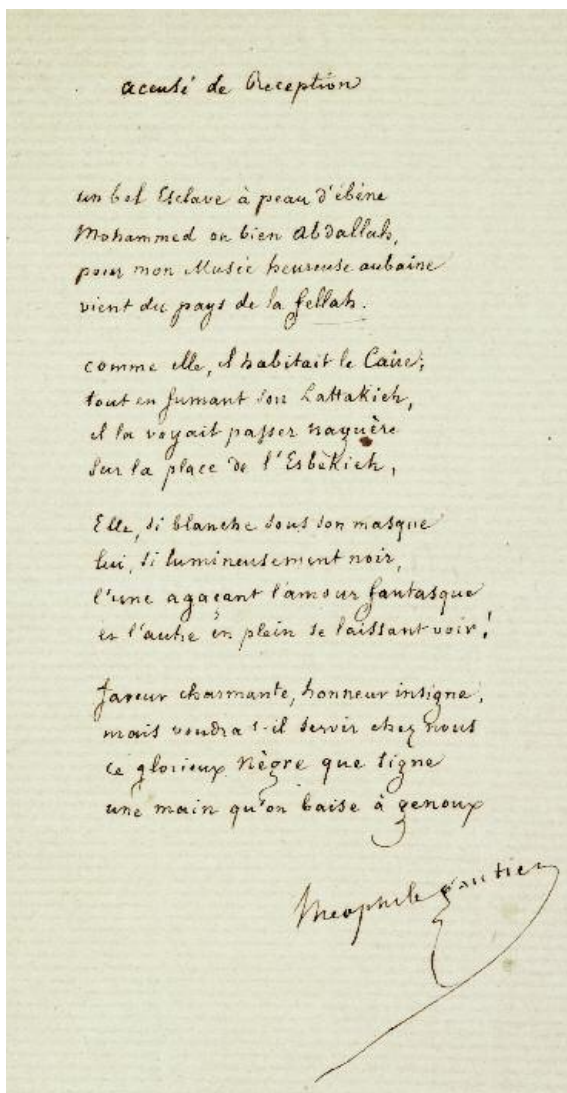 accusé de Reception
un bel Esclave à peau d'ébène
Mohammed ou bien Abdallah,
pour mon Musée heureuse aubaine
vient du pays de la fellah.
comme elle, il habitait le Caire;
tout en fumant son Lattakieh,
il la voyait passer naguère
sur la place de l'Esbèkieh,
Elle, si blanche sous son masque
lui, si lumineusement noir,
l'une agaçant l'amour fantasque
et l'autre en plein se laissant voir!
faveur charmante, honneur insigne,
mais voudra t-il servir chez nous
ce glorieux nègre que signe
une main qu'on baise à genoux
Theophile Gautier